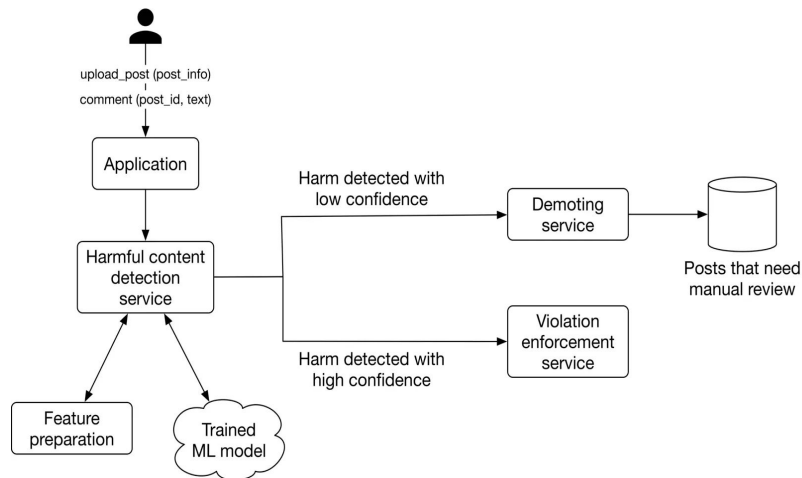 upload_post (post_info)
comment (post_id, text)
Application
Harm detected with
low confidence
Demoting
service
Harmful content
detection
service
Posts that need
manual review
Violation
enforcement
service
Harm detected with
high confidence
Feature
preparation
Trained
ML model